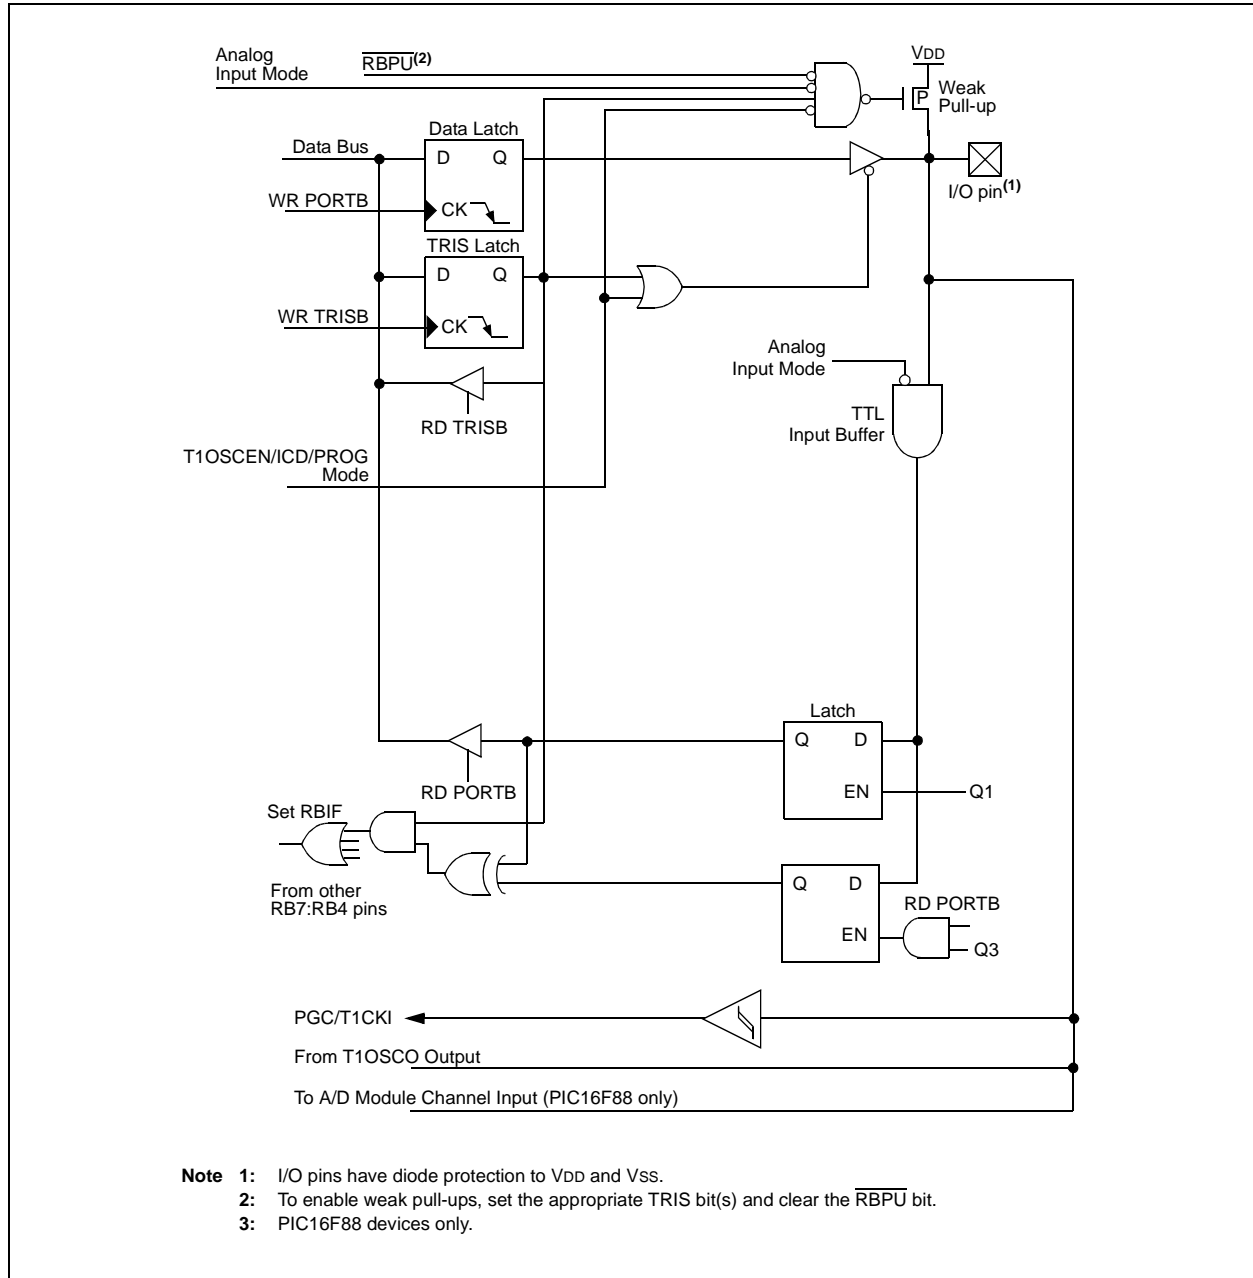 Analog
Input Mode
RBPU(2)
VDD
P
Weak
Pull-up
Data Latch
Data Bus
D Q
I/O pin(1)
WR PORTB
CK
TRIS Latch
D Q
WR TRISB
CK
Analog
Input Mode
RD TRISB
TTL
Input Buffer
T1OSCEN/ICD/PROG
Mode
Latch
Q D
RD PORTB
EN
Q1
Set RBIF
Q D
From other
RB7:RB4 pins
RD PORTB
EN
Q3
PGC/T1CKI
From T1OSCO Output
To A/D Module Channel Input (PIC16F88 only)
Note 1: I/O pins have diode protection to VDD and VSS.
2: To enable weak pull-ups, set the appropriate TRIS bit(s) and clear the RBPU bit.
3: PIC16F88 devices only.